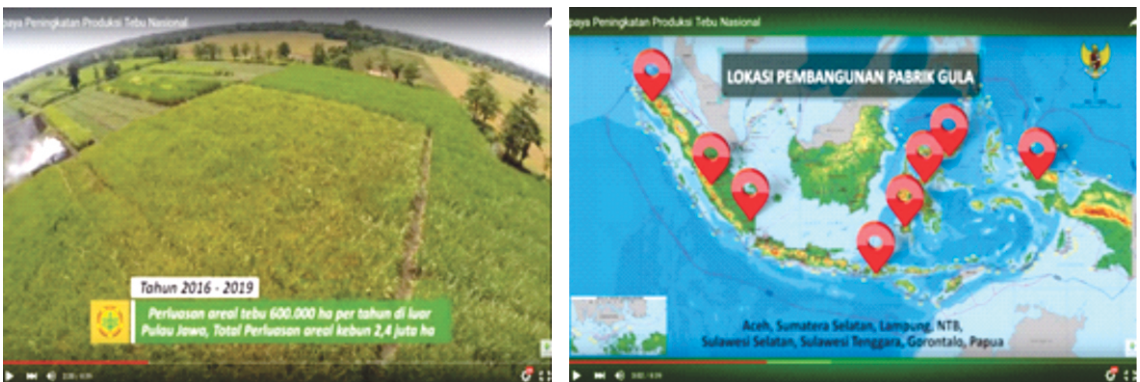 paya Peningkatan Produksi Tebu Nasional
Tahun 2016 - 2019
Perluasan areal tebu 600.000 ha per tahun di luar
Pulau Jawa, Total Perluasan areal kebun 2,4 juta ha
paya Peningkatan Produksi Tebu Nasional
LOKASI PEMBANGUNAN PABRIK GULA
Aceh, Sumatera Selatan, Lampung, NTB,
Sulawesi Selatan, Sulawesi Tenggara, Gorontalo, Papua